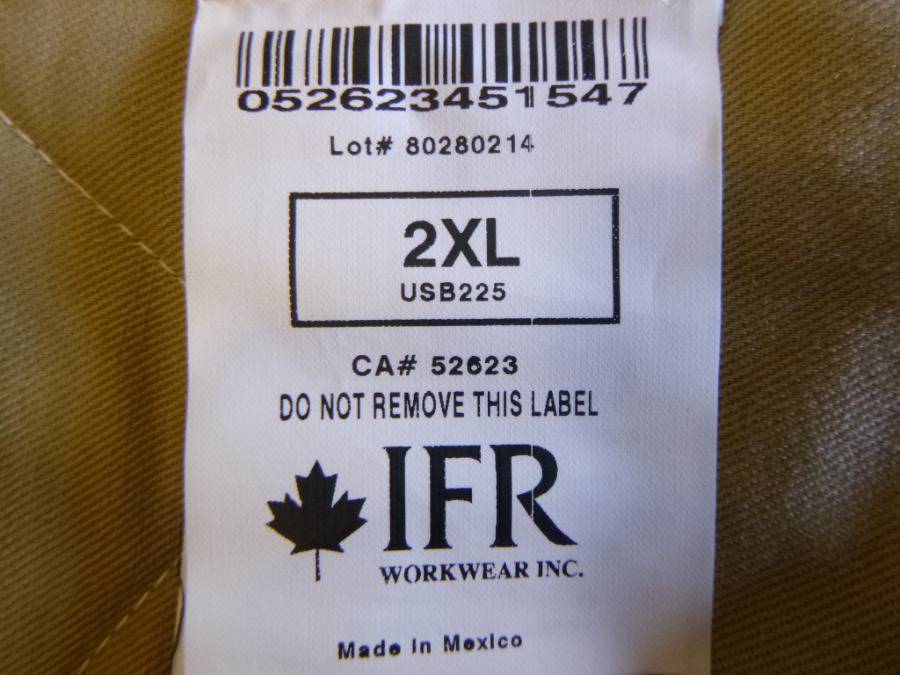 052623451547
Lot# 80280214
2XL
USB225
CA# 52623
DO NOT REMOVE THIS LABEL
IFR
WORKWEAR INC.
Made in Mexico